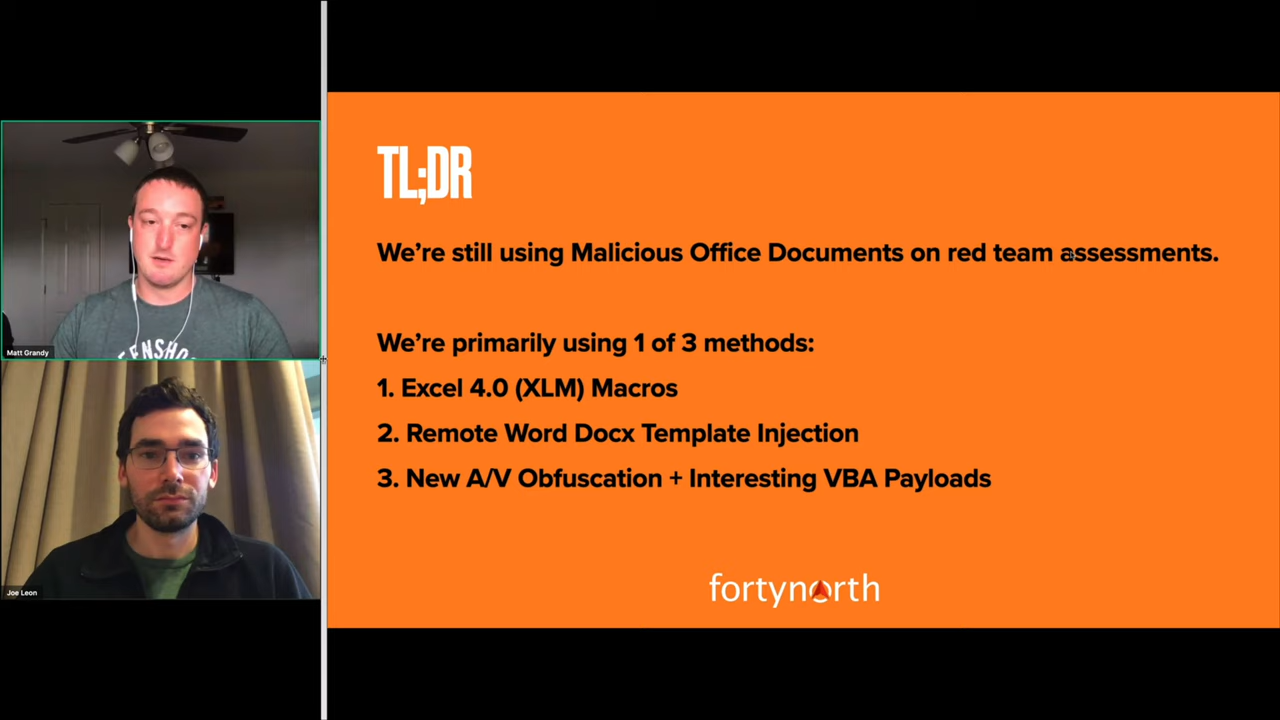 Matt Grandy
Joe Leon
TL;DR
We’re still using Malicious Office Documents on red team assessments.
We’re primarily using 1 of 3 methods:
1. Excel 4.0 (XLM) Macros
2. Remote Word Docx Template Injection
3. New A/V Obfuscation + Interesting VBA Payloads
fortynorth